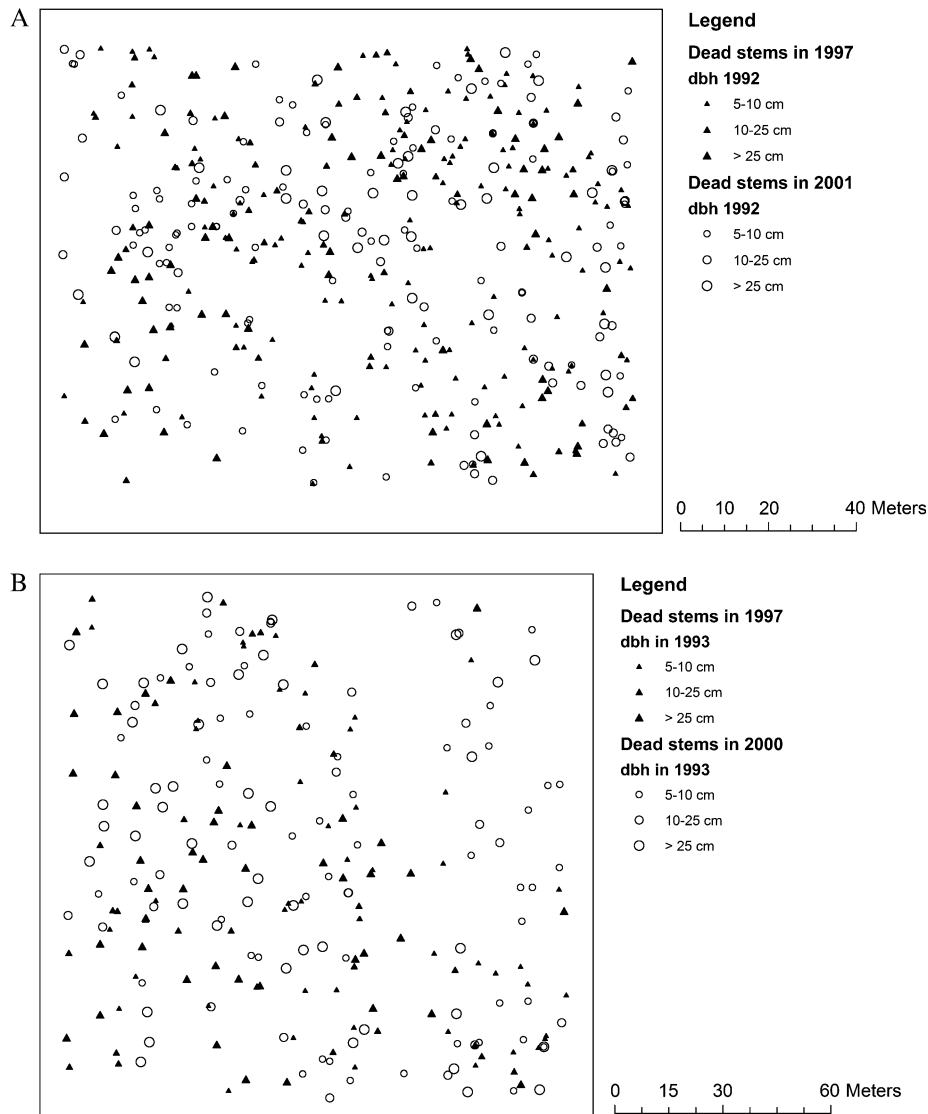 A
Legend
Dead stems in 1997
dbh 1992
5-10 cm
10-25 cm
> 25 cm
Dead stems in 2001
dbh 1992
5-10 cm
10-25 cm
> 25 cm
0 10 20 40 Meters
B
Legend
Dead stems in 1997
dbh in 1993
5-10 cm
10-25 cm
> 25 cm
Dead stems in 2000
dbh in 1993
5-10 cm
10-25 cm
> 25 cm
0 15 30 60 Meters